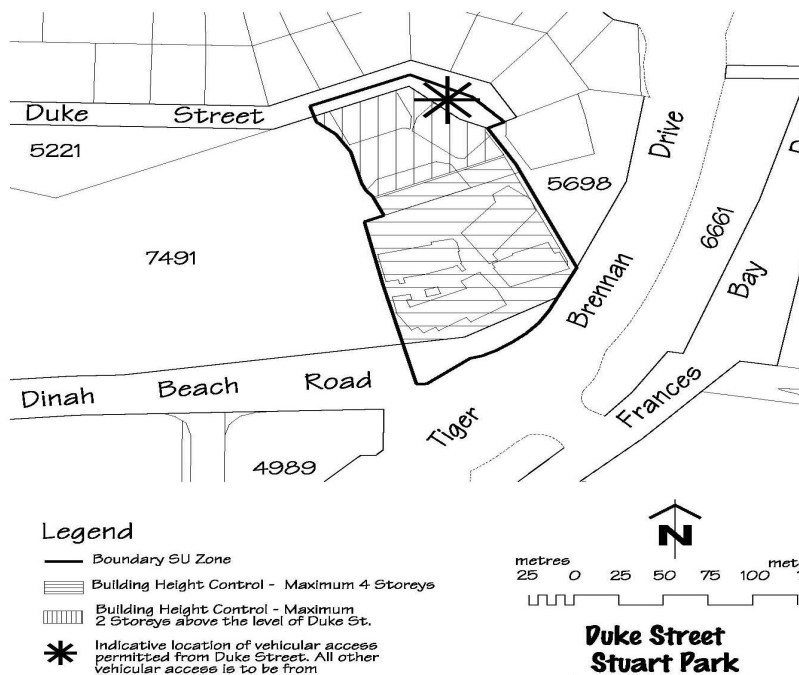 Duke Street
5221
Drive
5698
6661
7491
Bay
Brennan
Dinah Beach Road
Frances
Tiger
4989
Legend
Boundary SU Zone
Building Height Control - Maximum 4 Storeys
Building Height Control - Maximum
2 Storeys above the level of Duke St.
Indicative location of vehicular access
permitted from Duke Street. All other
vehicular access is to be from
N
metres
25 0 25 50 75 100
Duke Street
Stuart Park